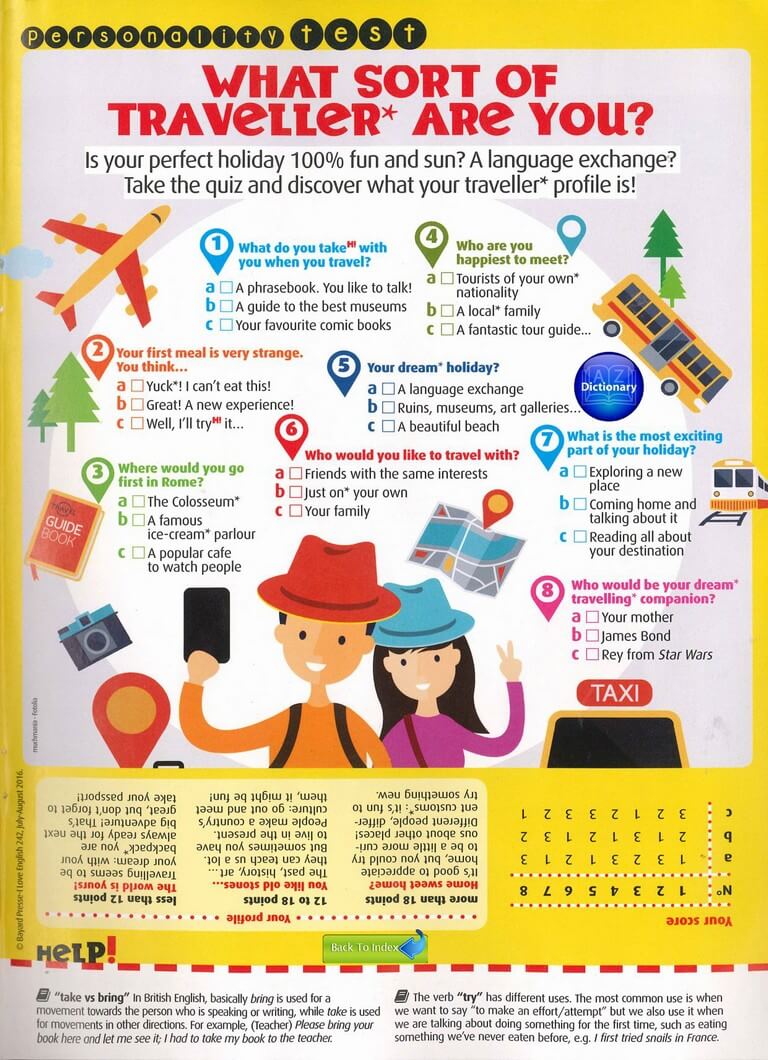 personality test
WHAT SORT OF
TRAVELLER* ARE YOU?
Is your perfect holiday 100% fun and sun? A language exchange?
Take the quiz and discover what your traveller* profile is!
1 What do you take H! with
you when you travel?
a A phrasebook. You like to talk!
b A guide to the best museums
c Your favourite comic books
2 Your first meal is very strange.
You think...
a Yuck*! I can't eat this!
b Great! A new experience!
c Well, I'll try H! it...
3 Where would you go
first in Rome?
a The Colosseum*
b A famous
ice-cream* parlour
c A popular cafe
to watch people
4 Who are you
happiest to meet?
a Tourists of your own*
nationality
b A local* family
c A fantastic tour guide...
5 Your dream* holiday?
a A language exchange
b Ruins, museums, art galleries...
c A beautiful beach
A Z
Dictionary
6 Who would you like to travel with?
a Friends with the same interests
b Just on* your own
c Your family
7 What is the most exciting
part of your holiday?
a Exploring a new
place
b Coming home and
talking about it
c Reading all about
your destination
8 Who would be your dream*
travelling* companion?
a Your mother
b James Bond
c Rey from Star Wars
TRAVEL
GUIDE
BOOK
TAXI
muchmania - Fotolia
© Bayard Presse-I Love English 242, July-August 2016.
Your score
N° 1 2 3 4 5 6 7 8
a 1 3 2 3 1 2 1 3
b 2 1 3 1 2 1 3 2
c 3 2 1 2 3 3 2 1
Your profile
more than 18 points
Home sweet home?
It's good to appreciate
home, but you could try
to be a little more curi-
ous about other places!
Different people, differ-
ent customs*: it's fun to
try something new.
12 to 18 points
You like old stones...
The past, history, art ...
they can teach us a lot.
But sometimes you have
to live in the present.
People make a country's
culture: go out and meet
them, it might be fun!
less than 12 points
The world is yours!
Travelling seems to be
your dream: with your
backpack* you are
always ready for the next
big adventure! That's
great, but don't forget to
take your passport!
Back To Index
HELP!
"take vs bring" In British English, basically bring is used for a
movement towards the person who is speaking or writing, while take is used
for movements in other directions. For example, (Teacher) Please bring your
book here and let me see it; I had to take my book to the teacher.
The verb "try" has different uses. The most common use is when
we want to say "to make an effort/attempt" but we also use it when
we are talking about doing something for the first time, such as eating
something we've never eaten before, e.g. I first tried snails in France.